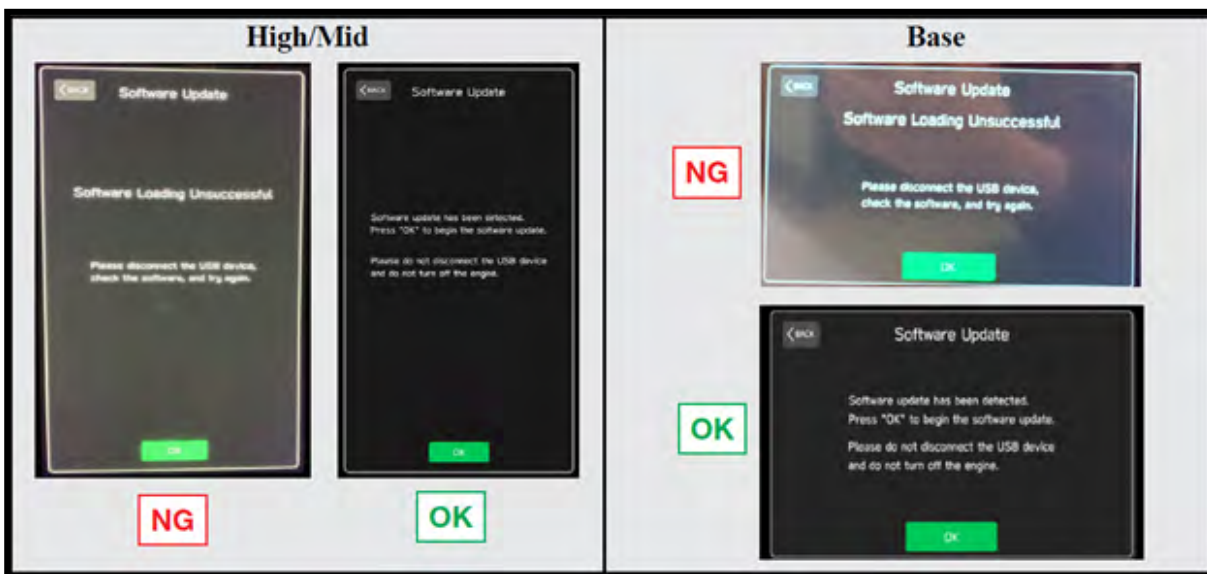 High/Mid
< BACK
Software Update
Software Loading Unsuccessful
Please disconnect the USB device,
check the software, and try again.
OK
NG
< BACK
Software Update
Software update has been detected.
Press "OK" to begin the software update.
Please do not disconnect the USB device
and do not turn off the engine.
OK
OK
Base
NG
< BACK
Software Update
Software Loading Unsuccessful
Please disconnect the USB device,
check the software, and try again.
OK
OK
< BACK
Software Update
Software update has been detected.
Press "OK" to begin the software update.
Please do not disconnect the USB device
and do not turn off the engine.
OK